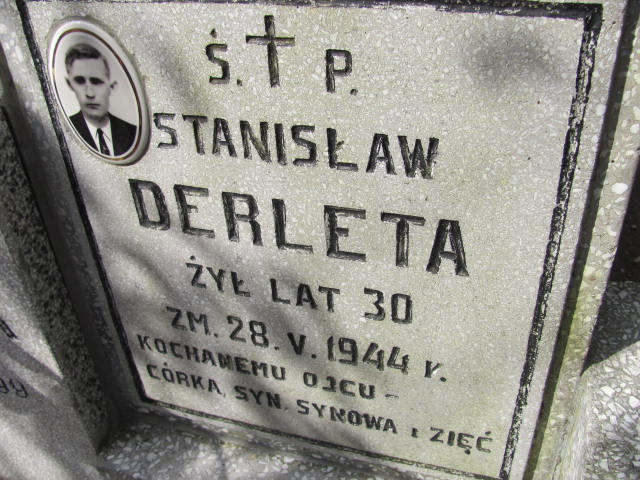 Ś. P.
STANISŁAW
DERLETA
ŻYŁ LAT 30
ZM. 28. V. 1944 r.
KOCHANEMU OJCU -
CÓRKA, SYN, SYNOWA i ZIĘĆ